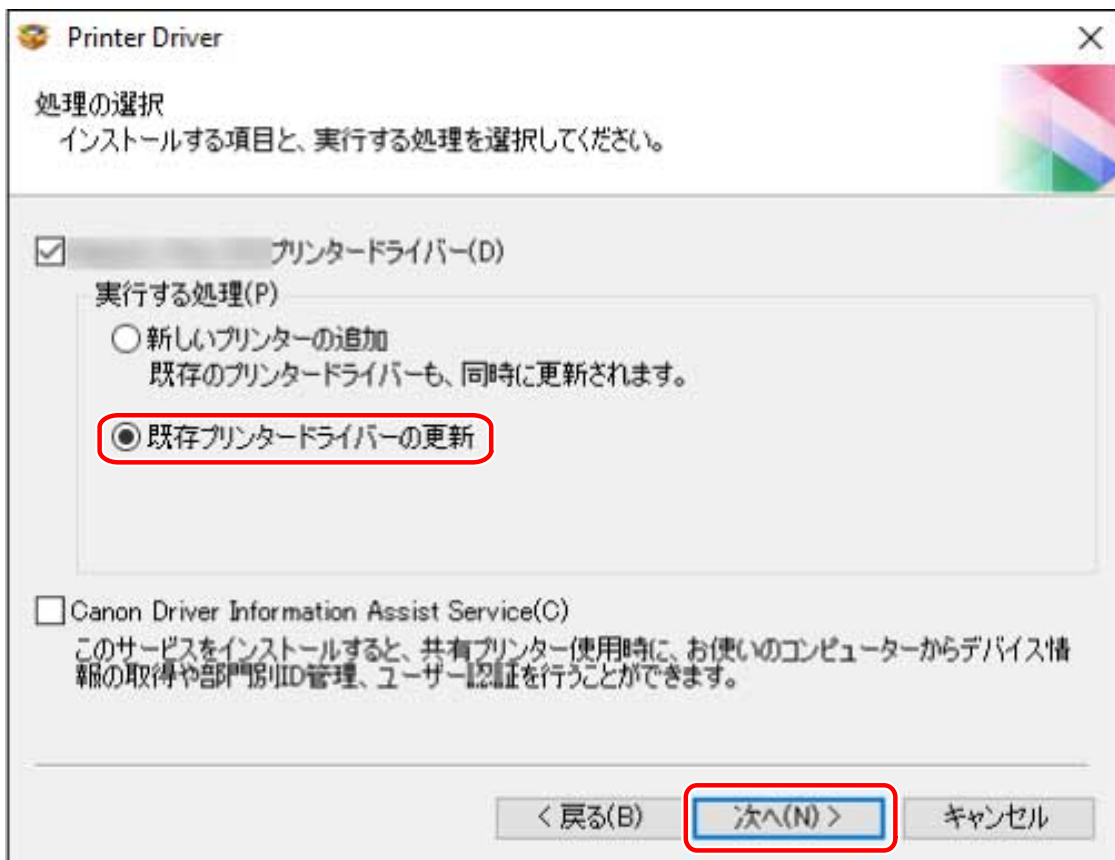 Printer Driver
処理の選択
インストールする項目と、実行する処理を選択してください。
プリンタードライバー(D)
実行する処理(P)
新しいプリンターの追加
既存のプリンタードライバーも、同時に更新されます。
既存プリンタードライバーの更新
Canon Driver Information Assist Service(C)
このサービスをインストールすると、共有プリンター使用時に、お使いのコンピューターからデバイス情
報の取得や部門別ID管理、ユーザー認証を行うことができます。
< 戻る(B)
次へ(N) >
キャンセル